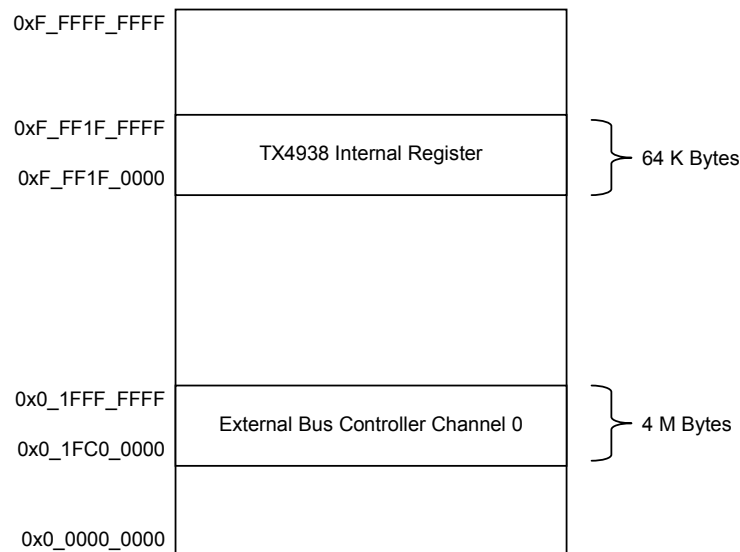 0xF_FFFF_FFFF
0xF_FF1F_FFFF
TX4938 Internal Register
64 K Bytes
0xF_FF1F_0000
0x0_1FFF_FFFF
External Bus Controller Channel 0
4 M Bytes
0x0_1FC0_0000
0x0_0000_0000